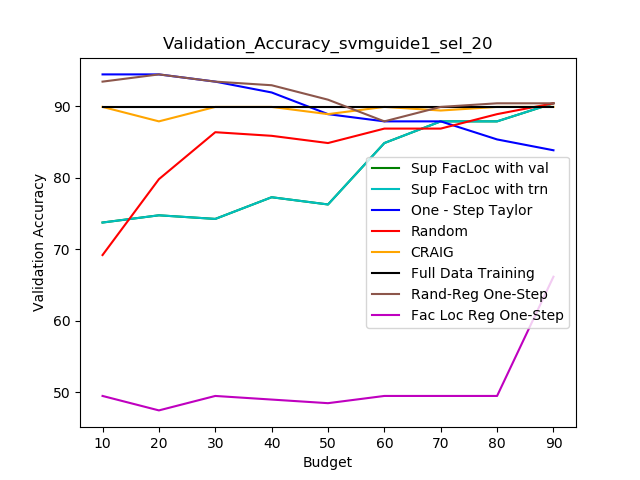 Validation_Accuracy_svmguide1_sel_20
90
80
70
60
50
Validation Accuracy
Sup FacLoc with val
Sup FacLoc with trn
One - Step Taylor
Random
CRAIG
Full Data Training
Rand-Reg One-Step
Fac Loc Reg One-Step
10 20 30 40 50 60 70 80 90
Budget